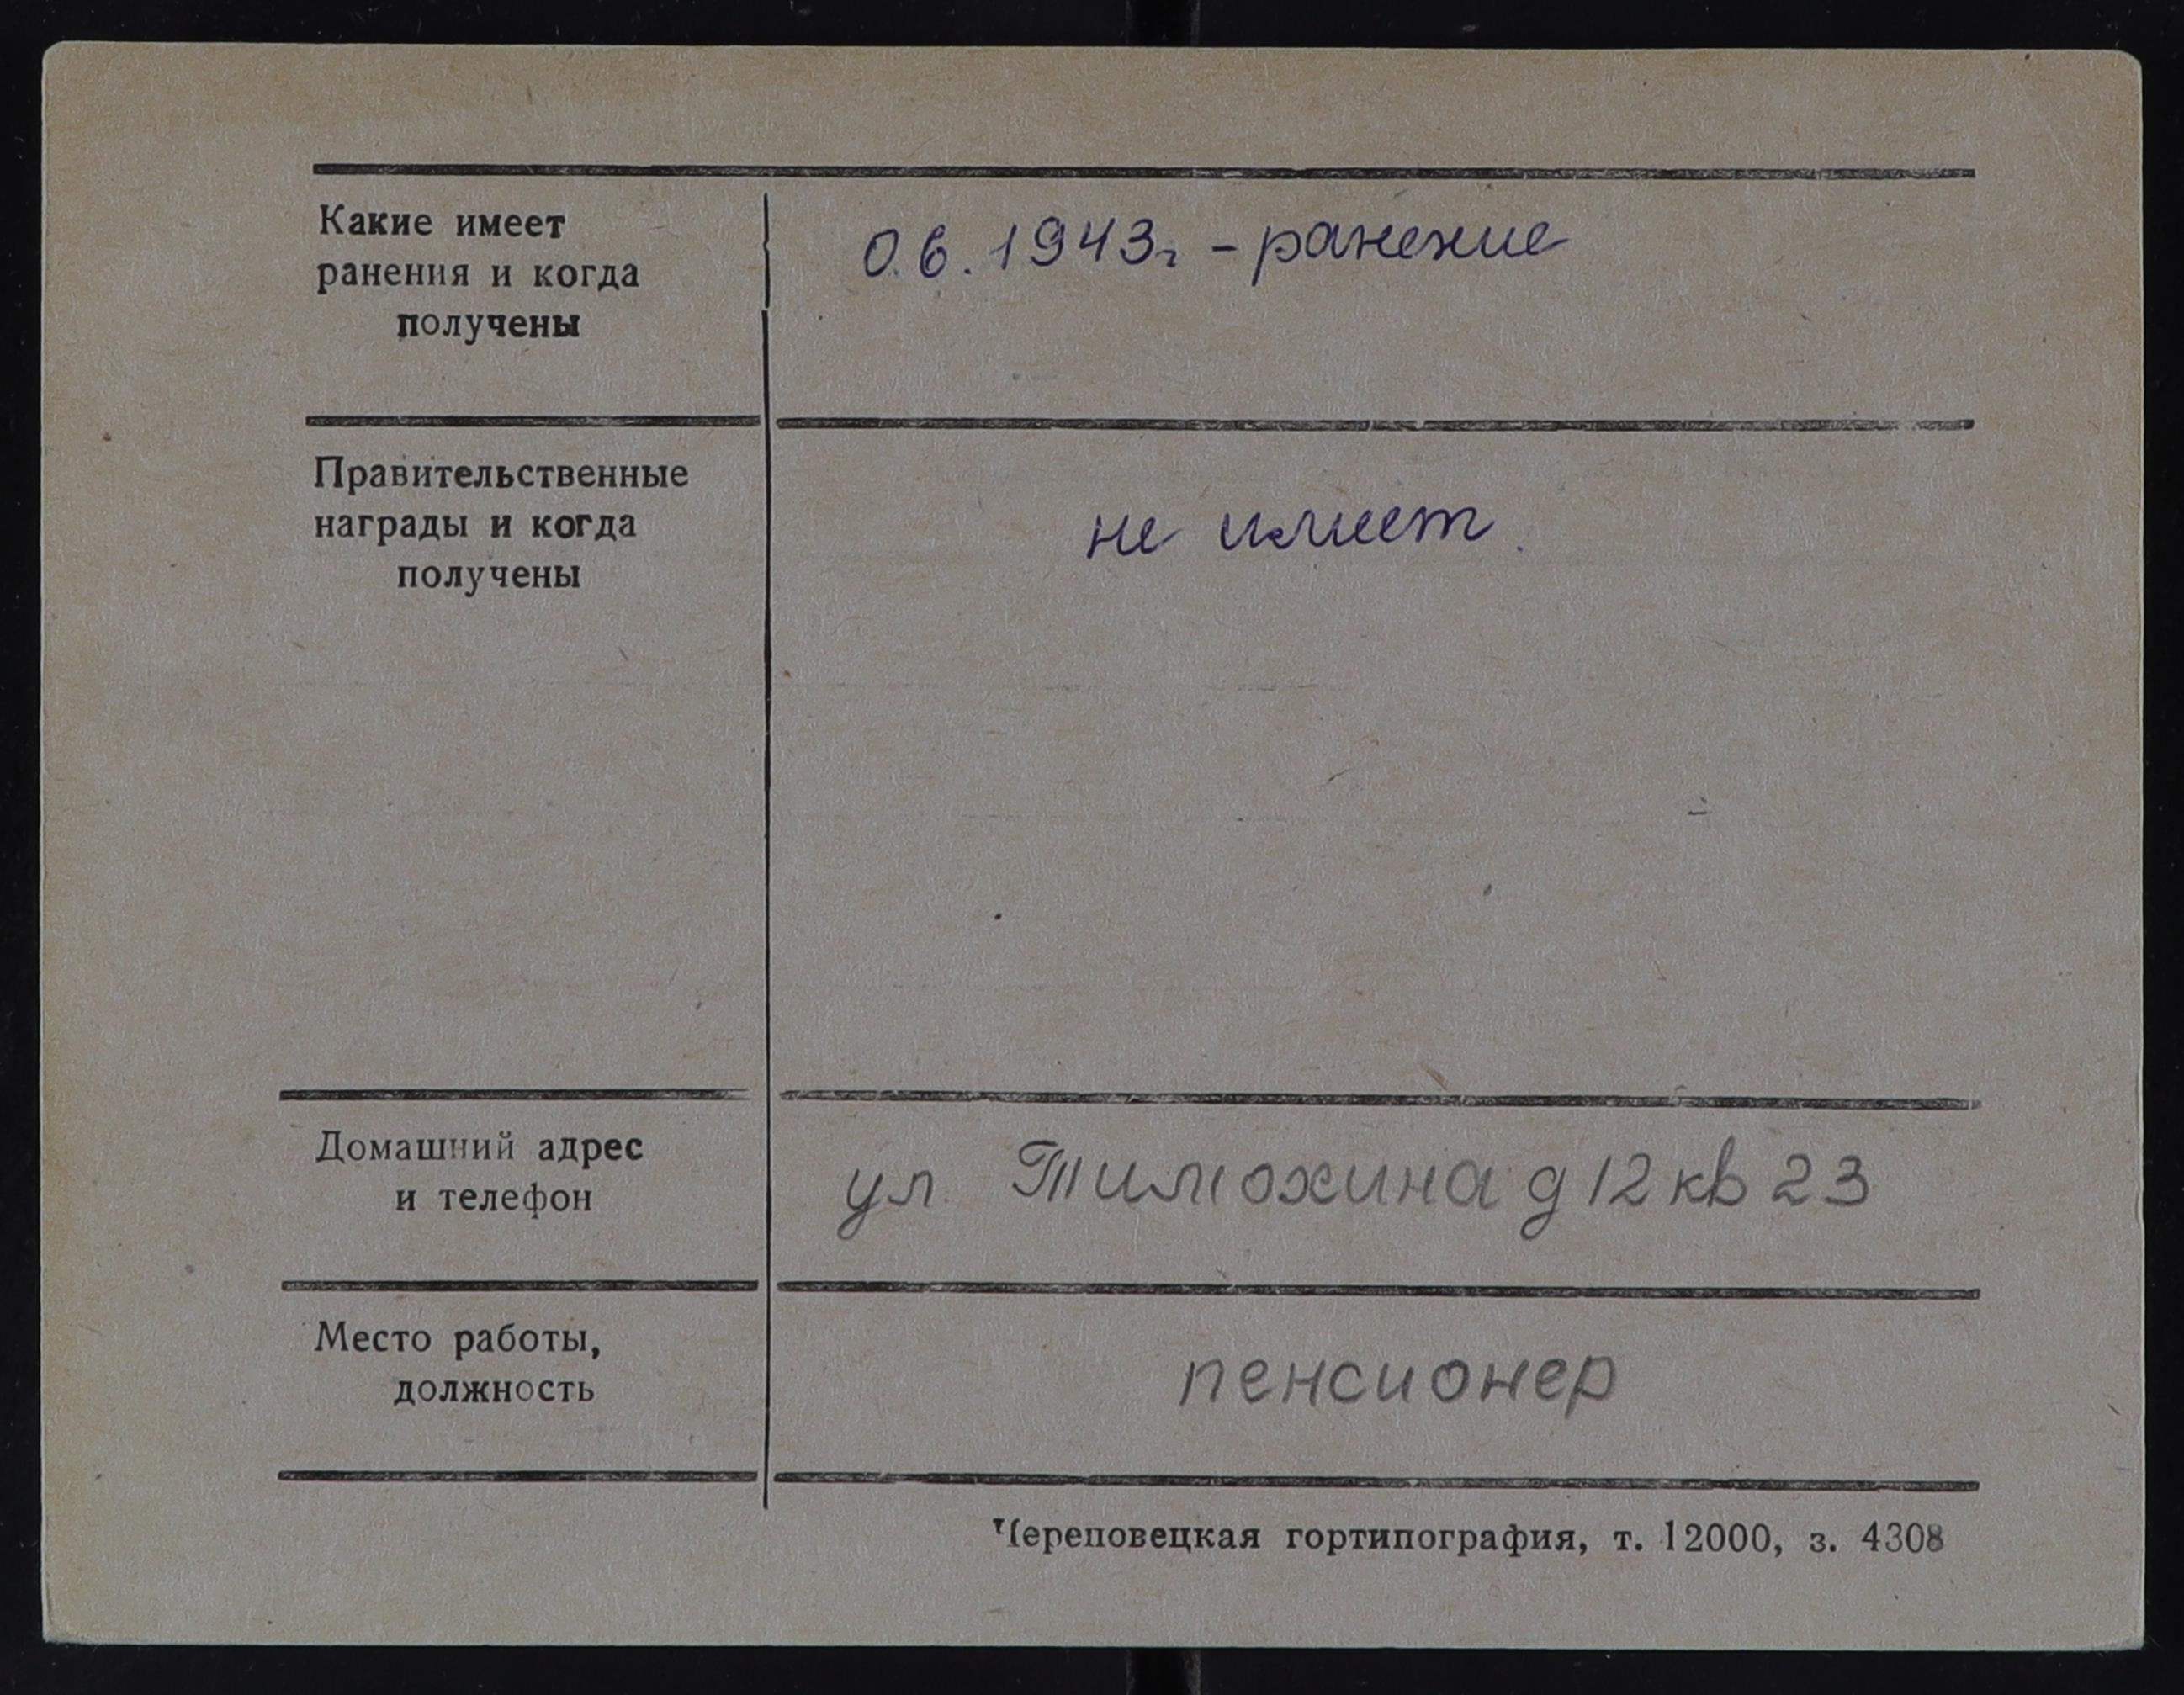 Какие имеет
ранения и когда
получены
0.6.1943г - ранение
Правительственные
награды и когда
получены
не имеет.
Домашний адрес
и телефон
ул. Тимохина д 12 кв 23
Место работы,
должность
пенсионер
Череповецкая гортипография, т. 12000, з. 4308